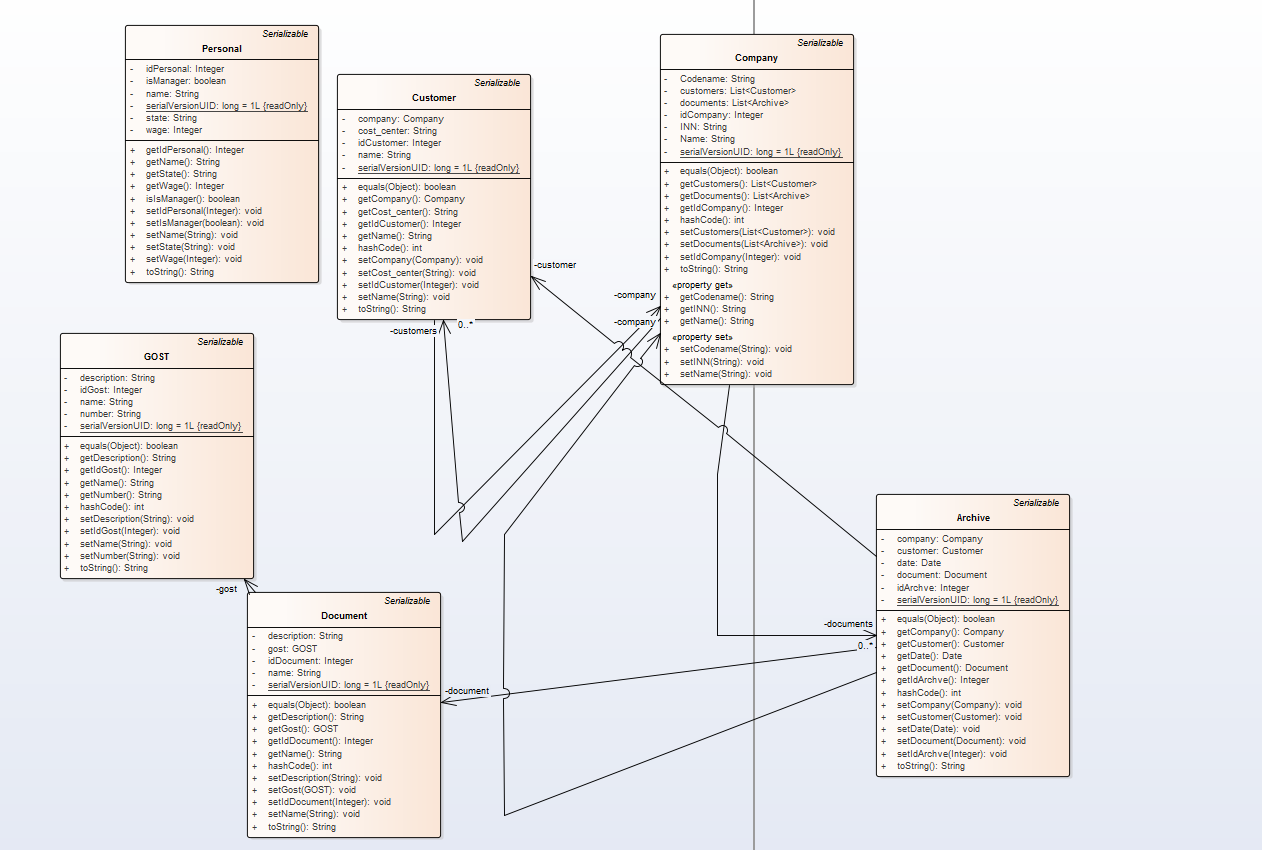 Serializable
Personal
- idPersonal: Integer
- isManager: boolean
- name: String
- serialVersionUID: long = 1L {readOnly}
- state: String
- wage: Integer
+ getIdPersonal(): Integer
+ getName(): String
+ getState(): String
+ getWage(): Integer
+ isIsManager(): boolean
+ setIdPersonal(Integer): void
+ setIsManager(boolean): void
+ setName(String): void
+ setState(String): void
+ setWage(Integer): void
+ toString(): String
Serializable
Customer
- company: Company
- cost_center: String
- idCustomer: Integer
- name: String
- serialVersionUID: long = 1L {readOnly}
+ equals(Object): boolean
+ getCompany(): Company
+ getCost_center(): String
+ getIdCustomer(): Integer
+ getName(): String
+ hashCode(): int
+ setCompany(Company): void
+ setCost_center(String): void
+ setIdCustomer(Integer): void
+ setName(String): void
+ toString(): String
Serializable
Company
- Codename: String
- customers: List<Customer>
- documents: List<Archive>
- idCompany: Integer
- INN: String
- Name: String
- serialVersionUID: long = 1L {readOnly}
+ equals(Object): boolean
+ getCustomers(): List<Customer>
+ getDocuments(): List<Archive>
+ getIdCompany(): Integer
+ hashCode(): int
+ setCustomers(List<Customer>): void
+ setDocuments(List<Archive>): void
+ setIdCompany(Integer): void
+ toString(): String
«property get»
+ getCodename(): String
+ getINN(): String
+ getName(): String
«property set»
+ setCodename(String): void
+ setINN(String): void
+ setName(String): void
-customer
-company
-company
-customers
0..*
Serializable
GOST
- description: String
- idGost: Integer
- name: String
- number: String
- serialVersionUID: long = 1L {readOnly}
+ equals(Object): boolean
+ getDescription(): String
+ getIdGost(): Integer
+ getName(): String
+ getNumber(): String
+ hashCode(): int
+ setDescription(String): void
+ setIdGost(Integer): void
+ setName(String): void
+ setNumber(String): void
+ toString(): String
-gost
Serializable
Document
- description: String
- gost: GOST
- idDocument: Integer
- name: String
- serialVersionUID: long = 1L {readOnly}
+ equals(Object): boolean
+ getDescription(): String
+ getGost(): GOST
+ getIdDocument(): Integer
+ getName(): String
+ hashCode(): int
+ setDescription(String): void
+ setGost(GOST): void
+ setIdDocument(Integer): void
+ setName(String): void
+ toString(): String
-document
-documents
0..*
Serializable
Archive
- company: Company
- customer: Customer
- date: Date
- document: Document
- idArchve: Integer
- serialVersionUID: long = 1L {readOnly}
+ equals(Object): boolean
+ getCompany(): Company
+ getCustomer(): Customer
+ getDate(): Date
+ getDocument(): Document
+ getIdArchve(): Integer
+ hashCode(): int
+ setCompany(Company): void
+ setCustomer(Customer): void
+ setDate(Date): void
+ setDocument(Document): void
+ setIdArchve(Integer): void
+ toString(): String